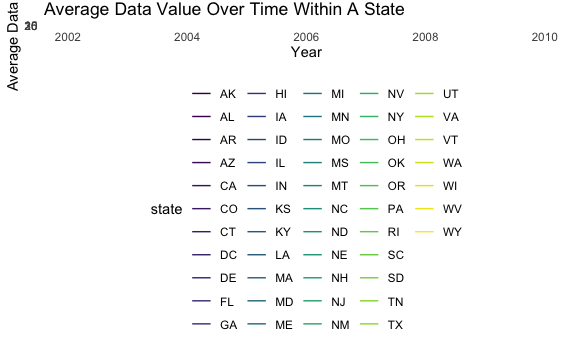 Average Data Value Over Time Within A State
Average Data
2002 2004 2006 2008 2010
Year
state
AK HI MI NV UT
AL IA MN NY VA
AR ID MO OH VT
AZ IL MS OK WA
CA IN MT OR WI
CO KS NC PA WV
CT KY ND RI WY
DC LA NE SC
DE MA NH SD
FL MD NJ TN
GA ME NM TX